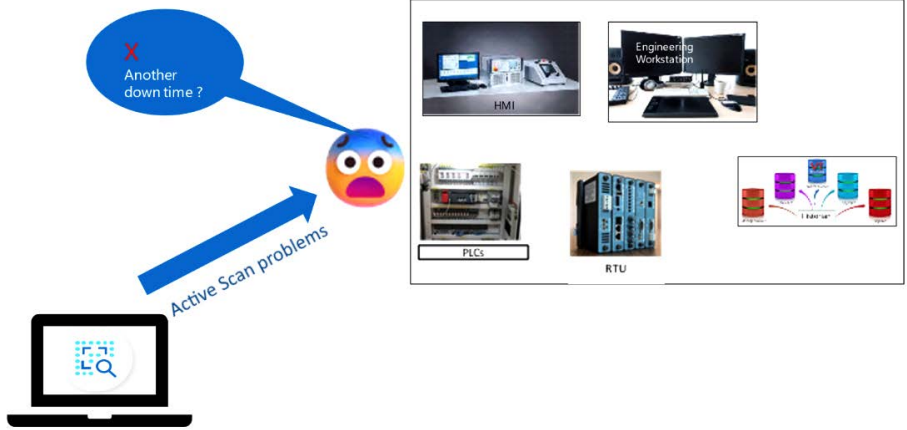 X
Another
down time ?
Engineering
Workstation
HMI
PLCs
RTU
Active Scan problems